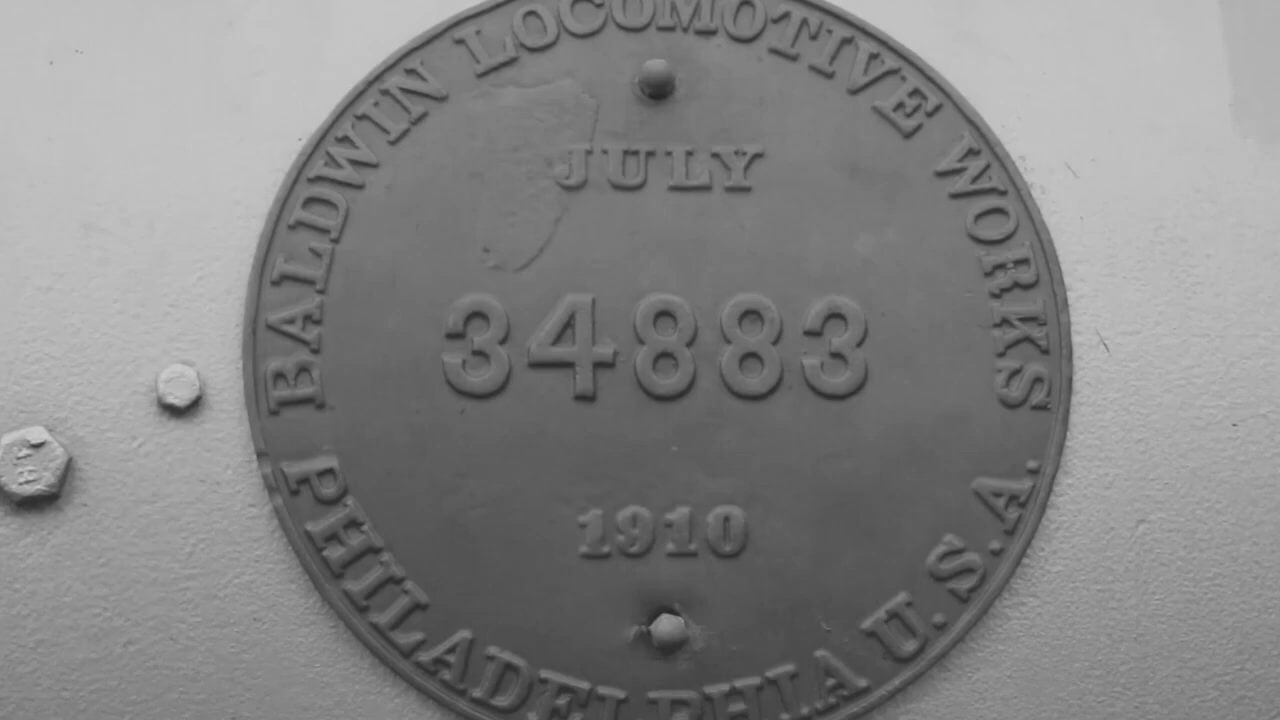 BALDWIN LOCOMOTIVE WORKS
JULY
34883
1910
PHILADELPHIA U.S.A.